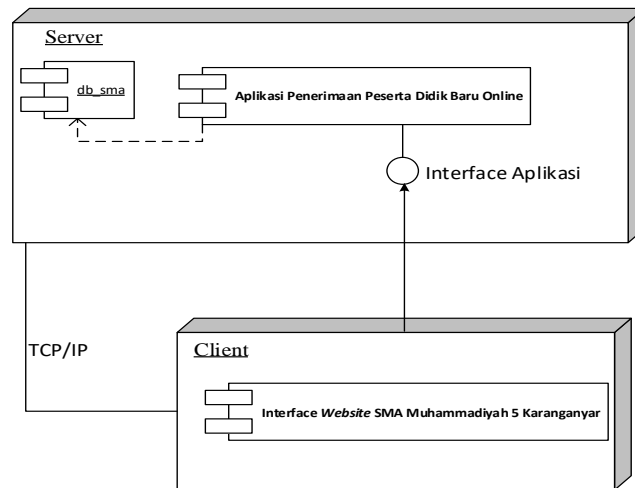 Server
db_sma
Aplikasi Penerimaan Peserta Didik Baru Online
Interface Aplikasi
TCP/IP
Client
Interface Website SMA Muhammadiyah 5 Karanganyar